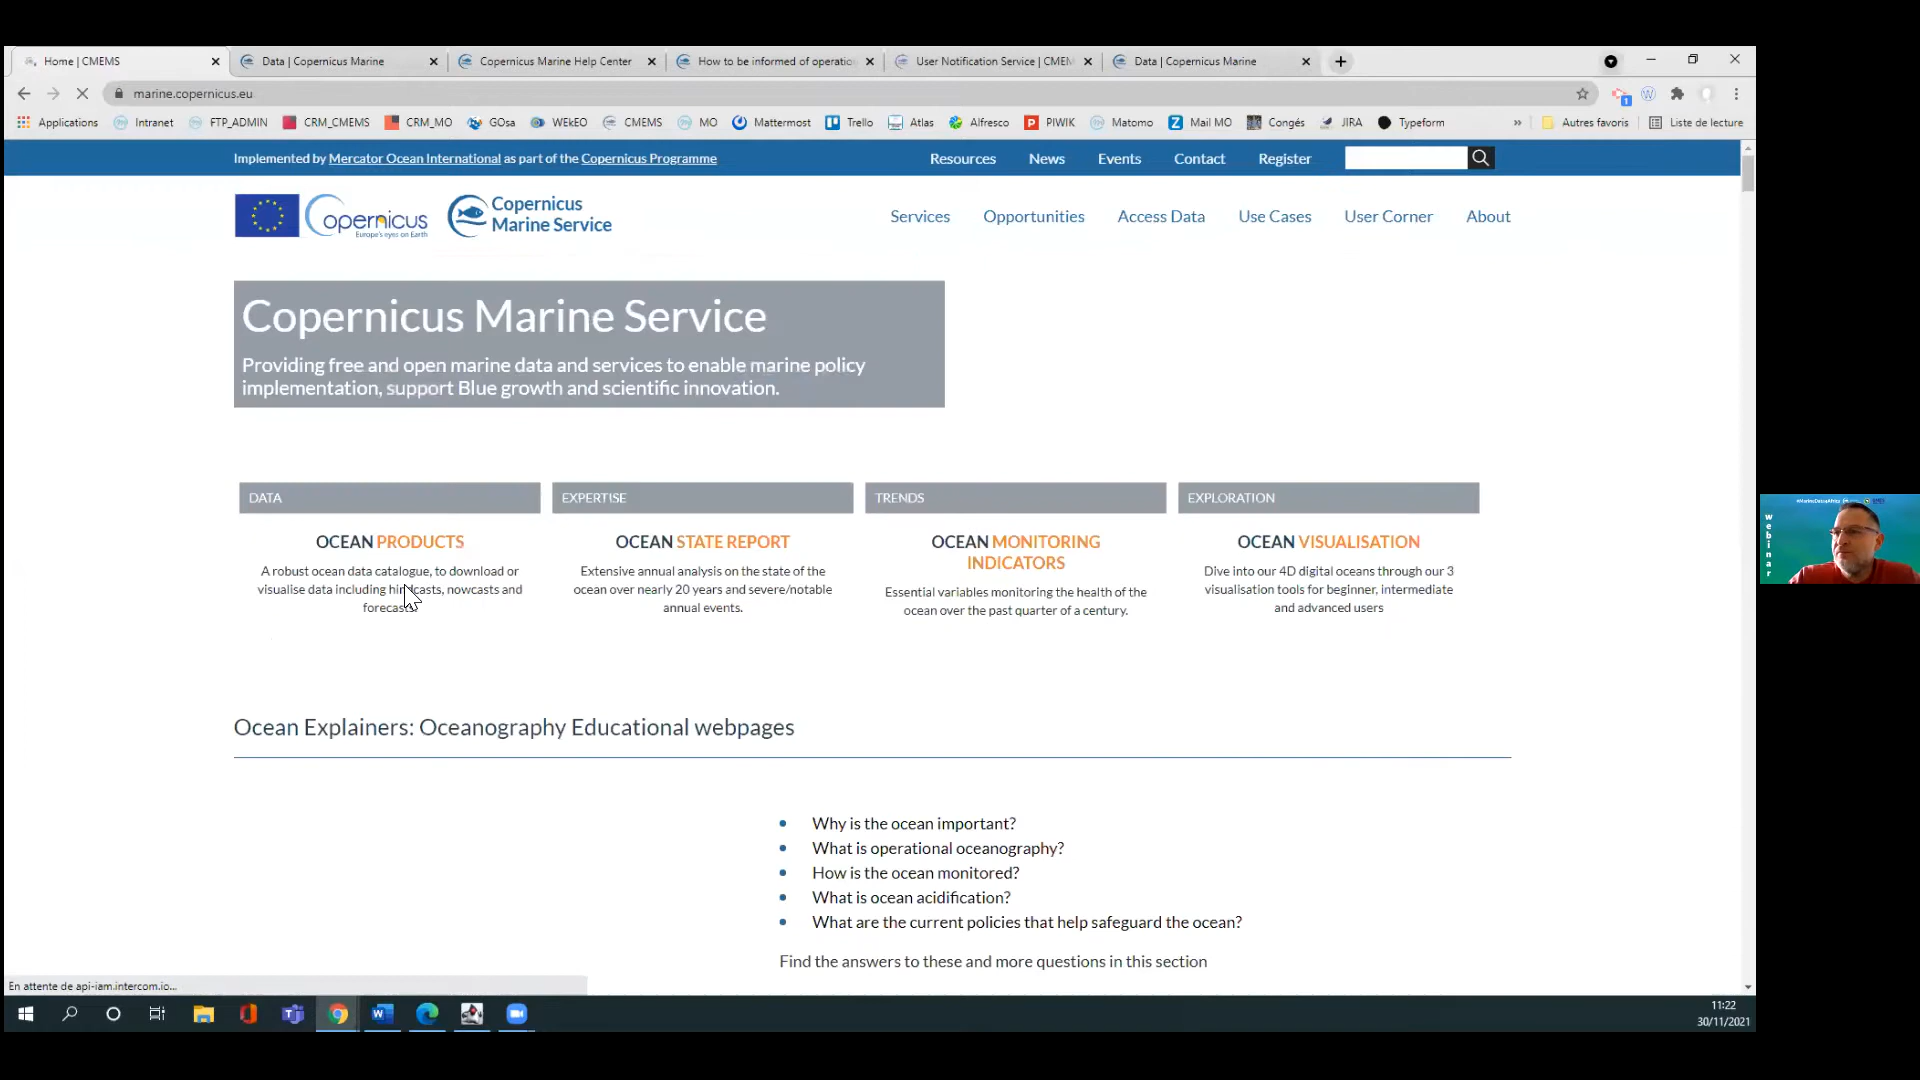 Home | CMEMS
Data | Copernicus Marine
Copernicus Marine Help Center
How to be informed of operatio
User Notification Service | CMEM
Data | Copernicus Marine
marine.copernicus.eu
Applications
Intranet
FTP_ADMIN
CRM_CMEMS
CRM_MO
GOsa
WEkEO
CMEMS
MO
Mattermost
Trello
Atlas
Alfresco
PIWIK
Matomo
Mail MO
Congés
JIRA
Typeform
»
Autres favoris
Liste de lecture
Implemented by Mercator Ocean International as part of the Copernicus Programme
Resources
News
Events
Contact
Register
opernicus
Europe's eyes on Earth
Copernicus
Marine Service
Services
Opportunities
Access Data
Use Cases
User Corner
About
Copernicus Marine Service
Providing free and open marine data and services to enable marine policy
implementation, support Blue growth and scientific innovation.
DATA
OCEAN PRODUCTS
A robust ocean data catalogue, to download or
visualise data including hindcasts, nowcasts and
forecasts
EXPERTISE
OCEAN STATE REPORT
Extensive annual analysis on the state of the
ocean over nearly 20 years and severe/notable
annual events.
TRENDS
OCEAN MONITORING
INDICATORS
Essential variables monitoring the health of the
ocean over the past quarter of a century.
EXPLORATION
OCEAN VISUALISATION
Dive into our 4D digital oceans through our 3
visualisation tools for beginner, intermediate
and advanced users
Ocean Explainers: Oceanography Educational webpages
Why is the ocean important?
What is operational oceanography?
How is the ocean monitored?
What is ocean acidification?
What are the current policies that help safeguard the ocean?
Find the answers to these and more questions in this section
En attente de api-iam.intercom.io...
11:22
30/11/2021
webinar